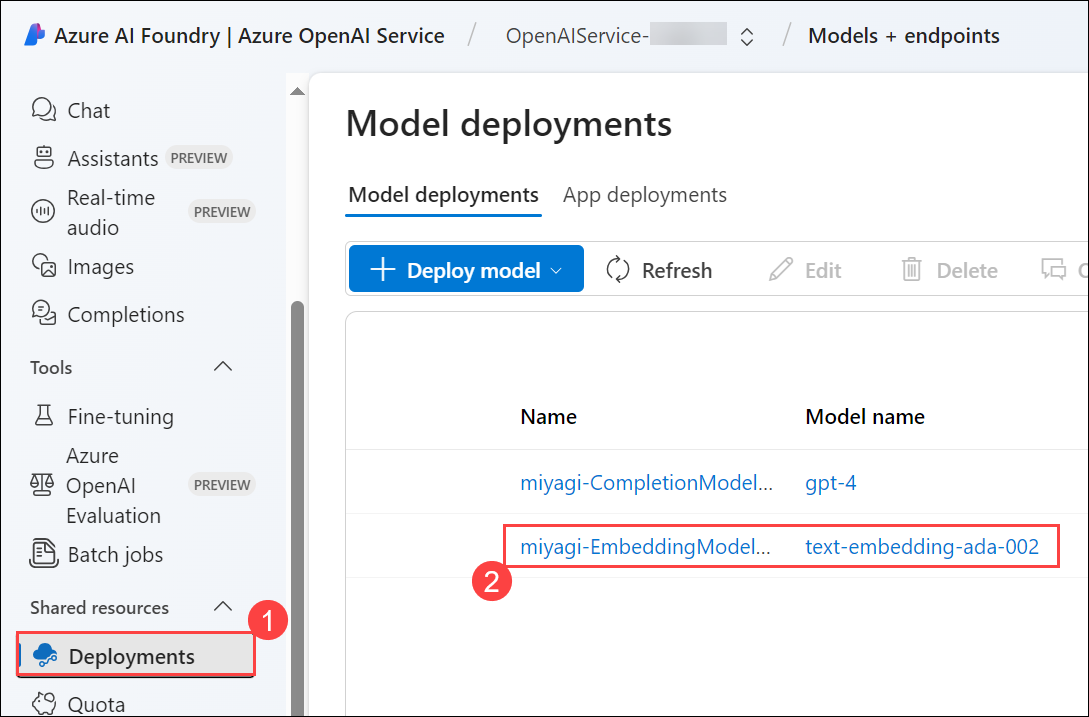 Azure AI Foundry | Azure OpenAI Service / OpenAIService- / Models + endpoints
Chat
Assistants PREVIEW
Real-time
audio
PREVIEW
Images
Completions
Tools
Fine-tuning
Azure
OpenAI
Evaluation
PREVIEW
Batch jobs
Shared resources
1
Deployments
Quota
Model deployments
Model deployments App deployments
Deploy model Refresh Edit Delete
Name Model name
miyagi-CompletionModel... gpt-4
miyagi-EmbeddingModel... text-embedding-ada-002
2